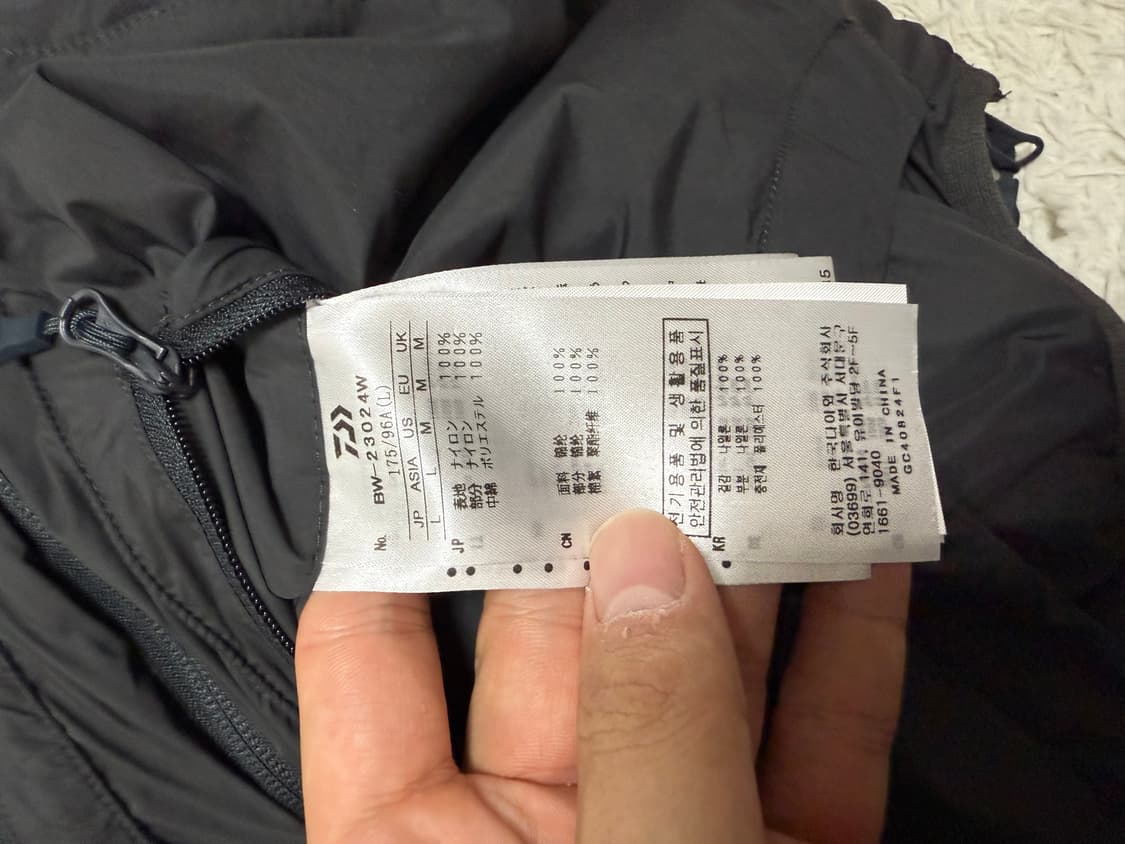 No. BW-23024W
175/96A(L)
JP ASIA US EU UK
L L M M M
JP
表地 ナイロン 100%
部分 ナイロン 100%
中綿 ポリエステル 100%
CN
面料 锦纶 100%
部分 锦纶 100%
棉絮 聚酯纤维 100%
전기용품 및 생활용품
안전관리법에 의한 품질표시
KR
겉감 나일론 100%
부분 나일론 100%
충전재 폴리에스터 100%
회사명 한국다이와 주식회사
(03699) 서울특별시 서대문구
연희로 141, 유이빌딩 2F~5F
1661-9040
MADE IN CHINA
GC40824F1
5